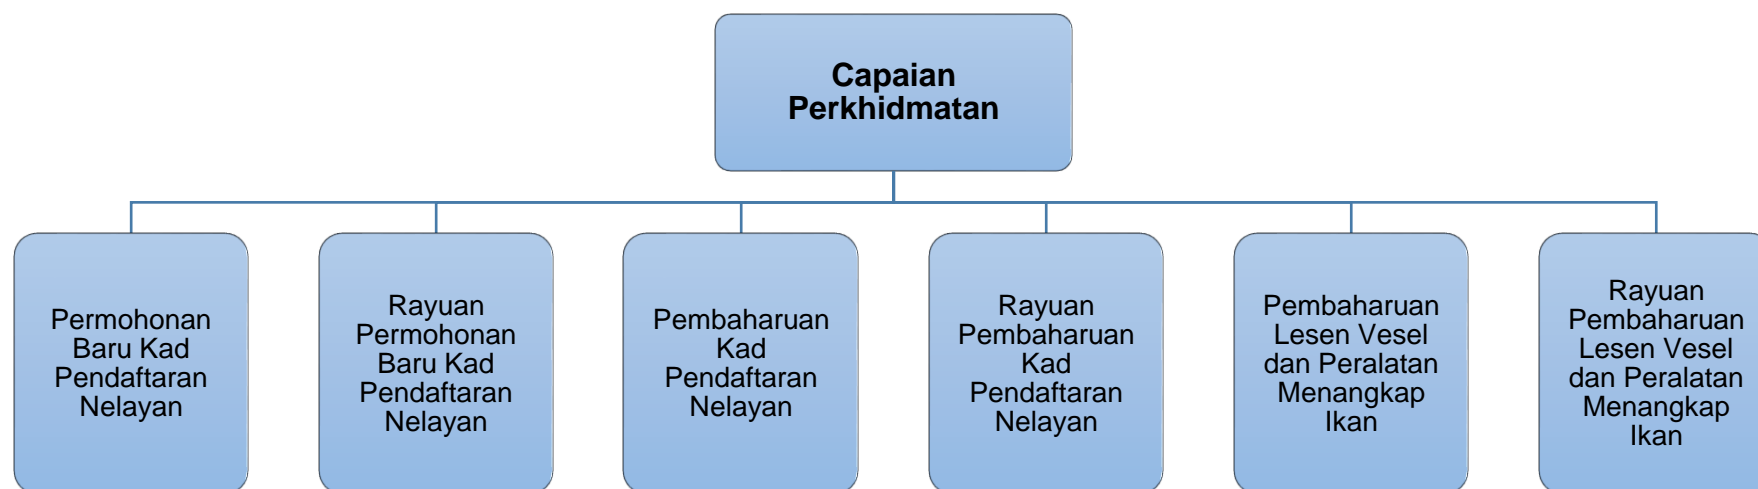 Capaian
Perkhidmatan
Permohonan
Baru Kad
Pendaftaran
Nelayan
Rayuan
Permohonan
Baru Kad
Pendaftaran
Nelayan
Pembaharuan
Kad
Pendaftaran
Nelayan
Rayuan
Pembaharuan
Kad
Pendaftaran
Nelayan
Pembaharuan
Lesen Vesel
dan Peralatan
Menangkap
Ikan
Rayuan
Pembaharuan
Lesen Vesel
dan Peralatan
Menangkap
Ikan